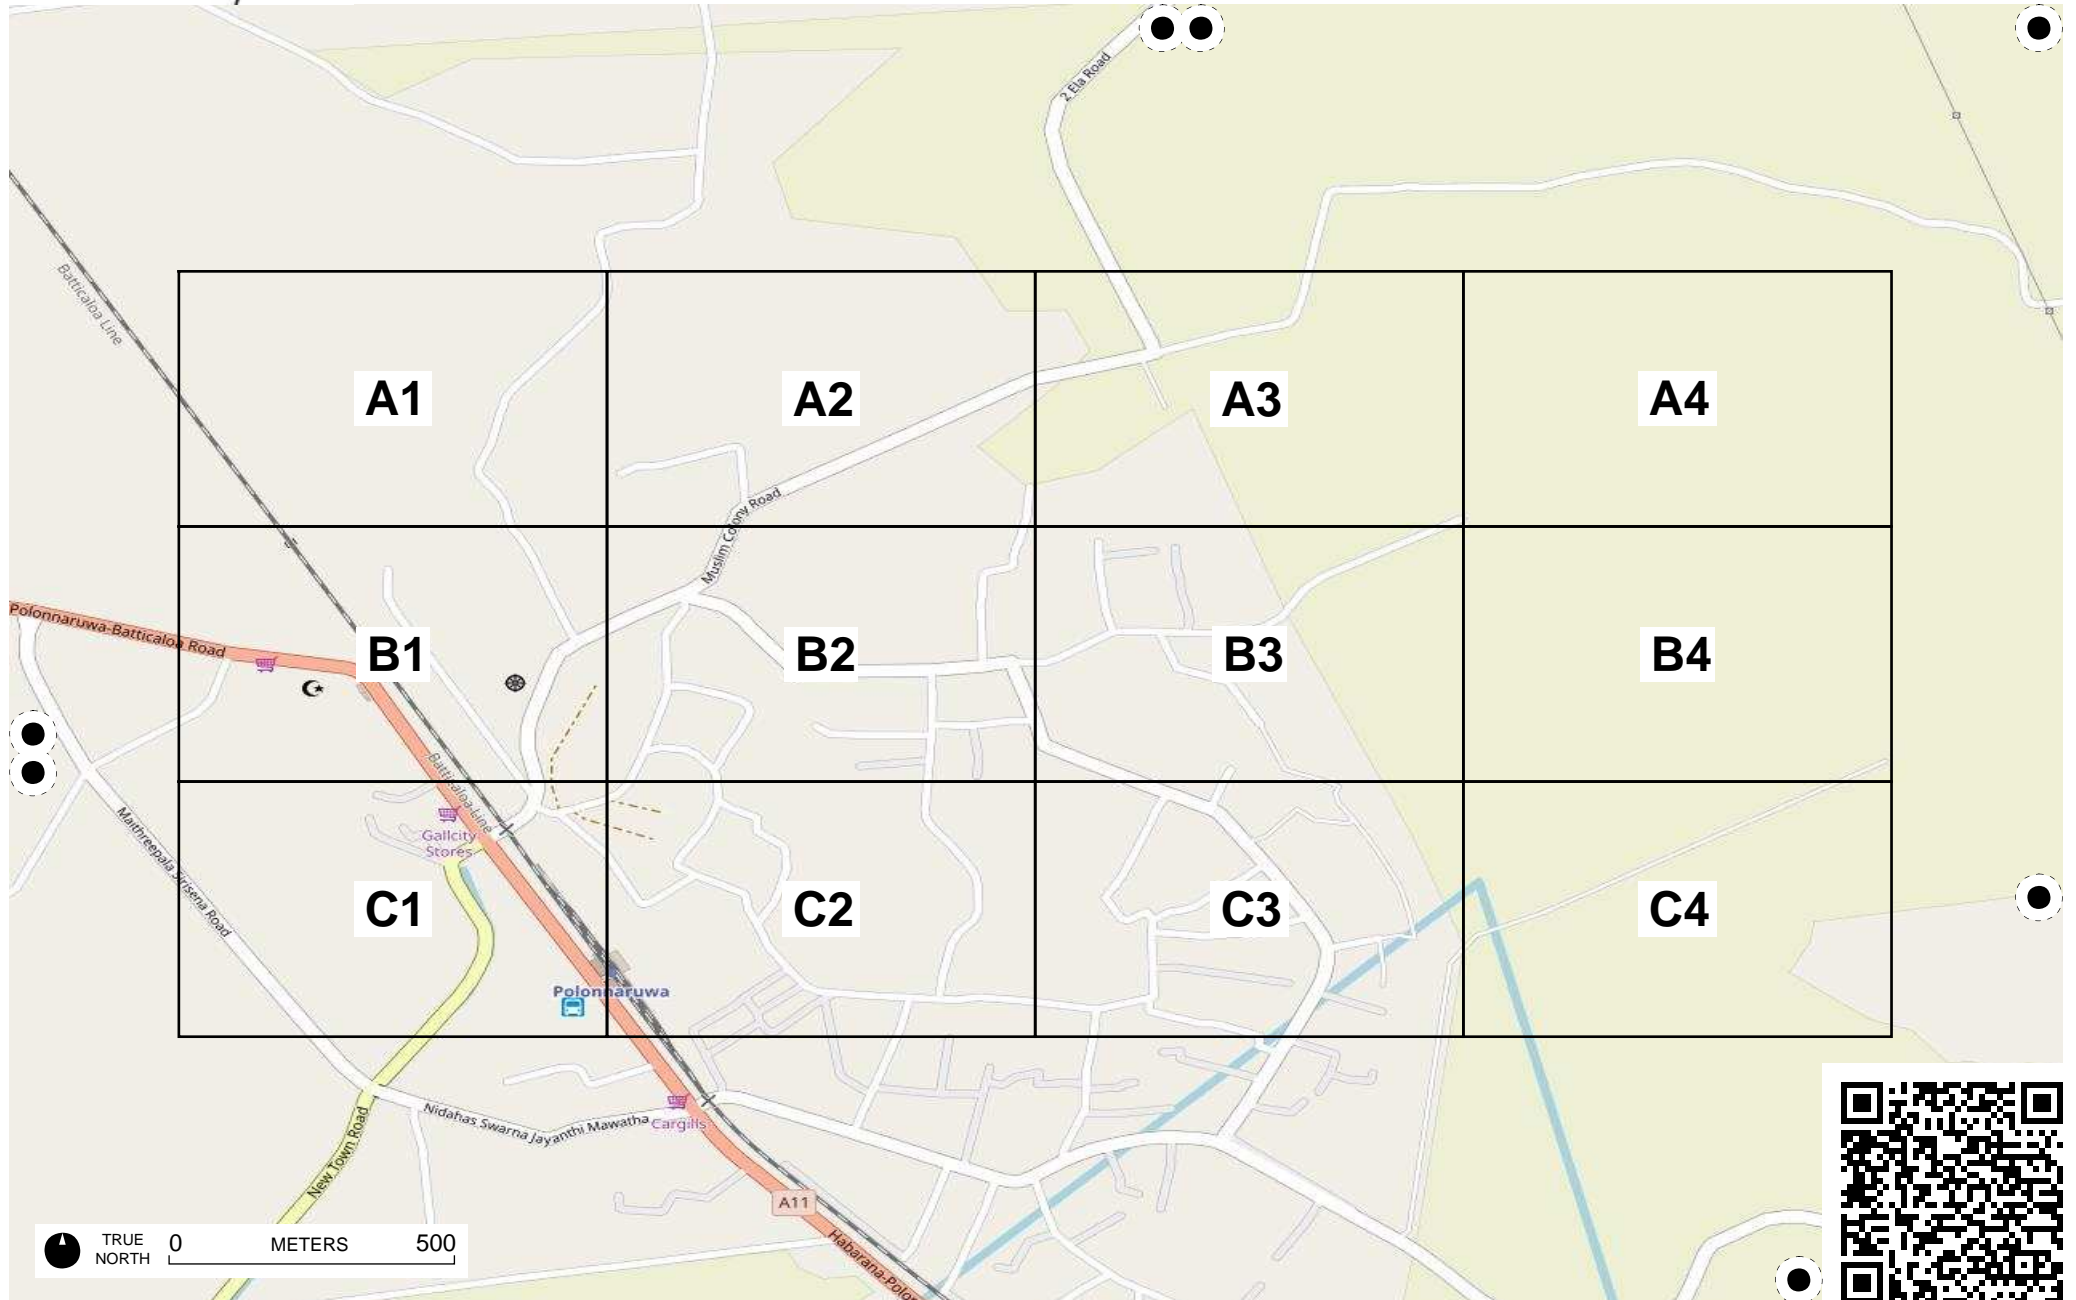 2 Ela Road
Batticaloa Line
A1
A2
A3
A4
Muslim Colony Road
Polonnaruwa-Batticaloa Road
B1
B2
B3
B4
Batticaloa Line
Maithreepala Sirisena Road
Gallcity
Stores
C1
C2
C3
C4
Polonnaruwa
Nidahas Swarna Jayanthi Mawatha
Cargills
New Town Road
A11
Habarana-Polon
TRUE
NORTH
0
METERS
500